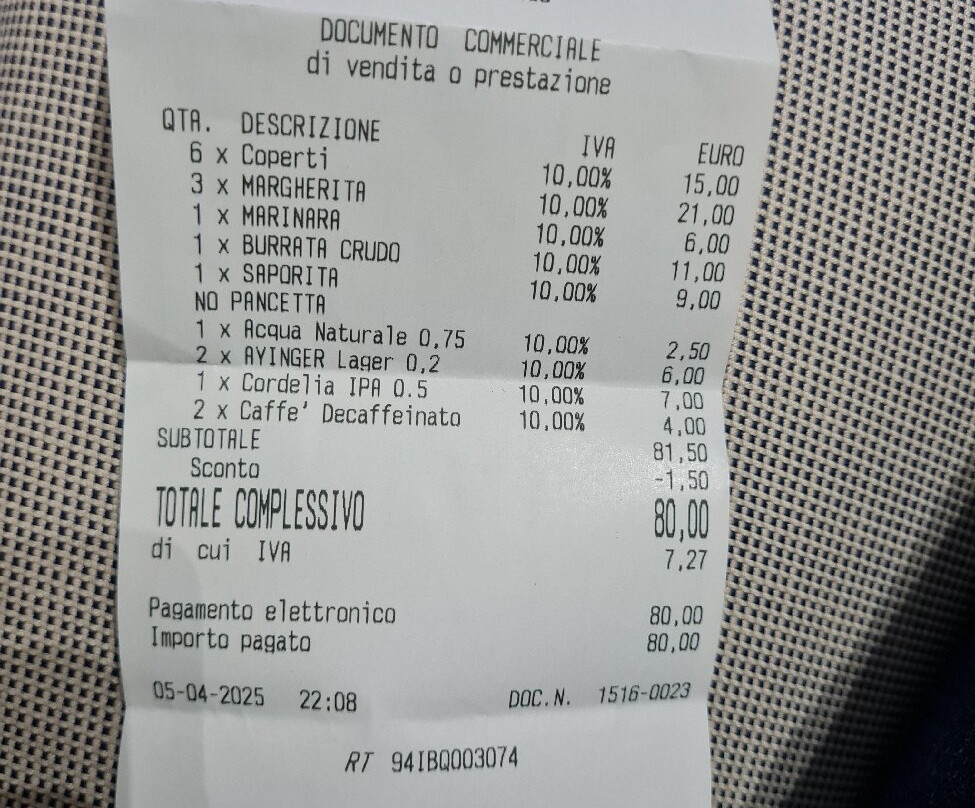 DOCUMENTO COMMERCIALE
di vendita o prestazione
QTA. DESCRIZIONE IVA EURO
6 x Coperti 10,00% 15,00
3 x MARGHERITA 10,00% 21,00
1 x MARINARA 10,00% 6,00
1 x BURRATA CRUDO 10,00% 11,00
1 x SAPORITA 10,00% 9,00
NO PANCETTA
1 x Acqua Naturale 0,75 10,00% 2,50
2 x AYINGER Lager 0,2 10,00% 6,00
1 x Cordelia IPA 0.5 10,00% 7,00
2 x Caffe' Decaffeinato 10,00% 4,00
SUBTOTALE 81,50
Sconto -1,50
TOTALE COMPLESSIVO 80,00
di cui IVA 7,27
Pagamento elettronico 80,00
Importo pagato 80,00
05-04-2025 22:08 DOC.N. 1516-0023
RT 94IBQ003074